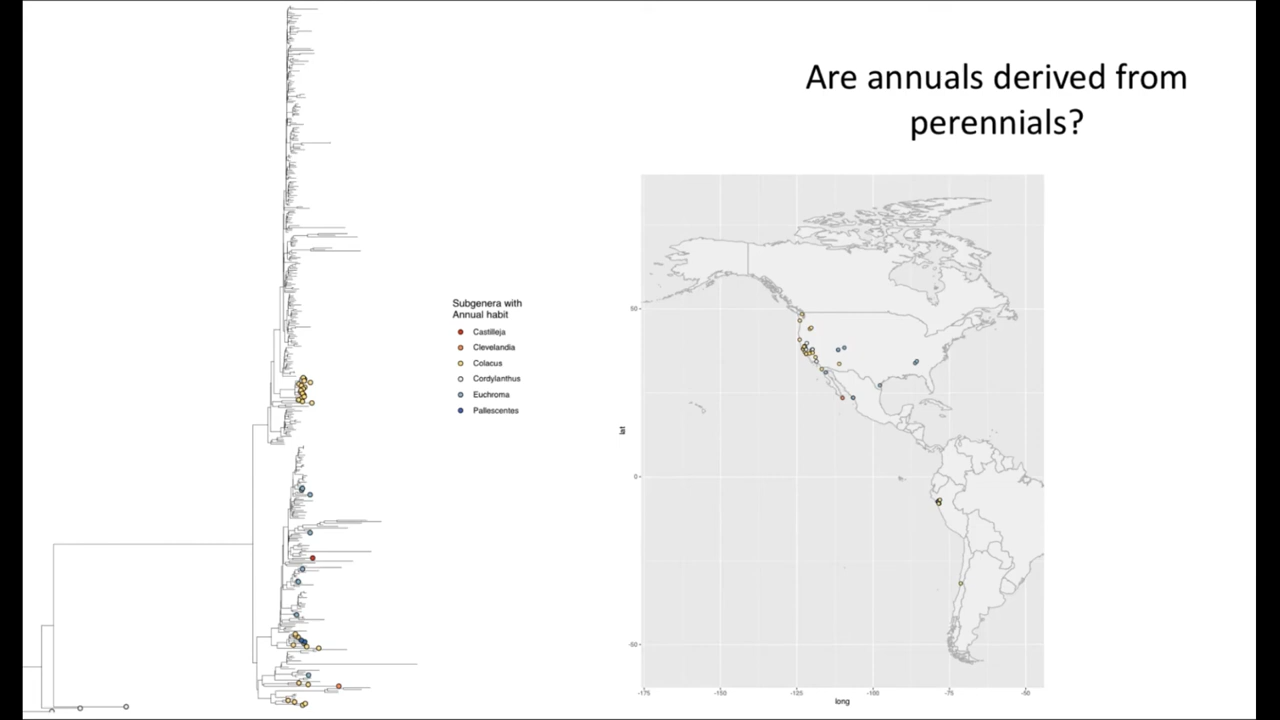 Are annuals derived from
perennials?
Subgenera with
Annual habit
Castilleja
Clevelandia
Colacus
Cordylanthus
Euchroma
Pallescentes
50
0
-50
lat
-175
-150
-125
-100
-75
-50
long